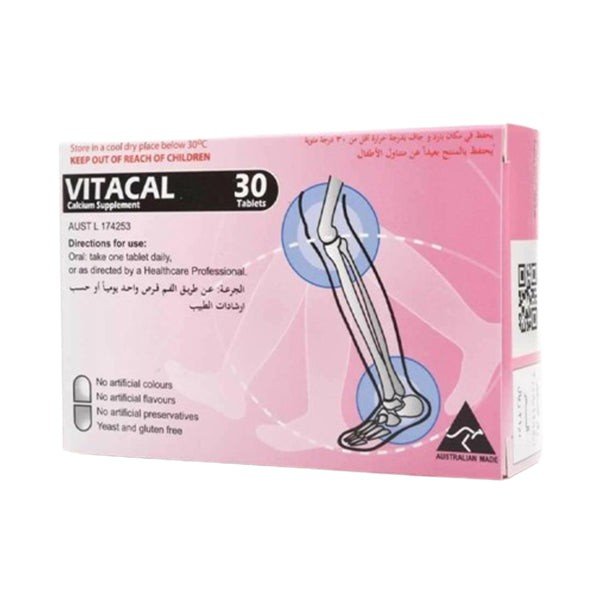 Store in a cool dry place below 30ºC
KEEP OUT OF REACH OF CHILDREN
يحفظ في مكان بارد و جاف بدرجة حرارة أقل من ٣٠ درجة مئوية
يحتفظ بالمنتج بعيداً عن متناول الأطفال
VITACAL
Calcium Supplement
30
Tablets
AUST L 174253
Directions for use:
Oral: take one tablet daily,
or as directed by a Healthcare Professional.
الجرعة: عن طريق الفم قرص واحد يومياً أو حسب
ارشادات الطبيب
No artificial colours
No artificial flavours
No artificial preservatives
Yeast and gluten free
AUSTRALIAN MADE